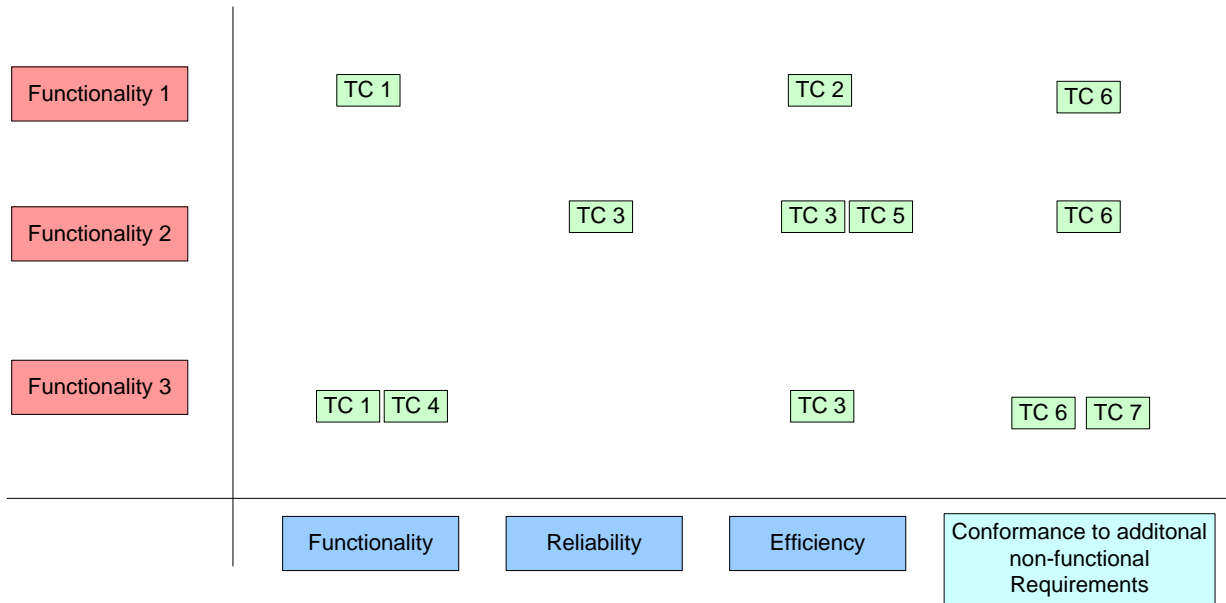 Functionality 1
TC 1
TC 2
TC 6
Functionality 2
TC 3
TC 3
TC 5
TC 6
Functionality 3
TC 1
TC 4
TC 3
TC 6
TC 7
Functionality
Reliability
Efficiency
Conformance to additonal
non-functional
Requirements